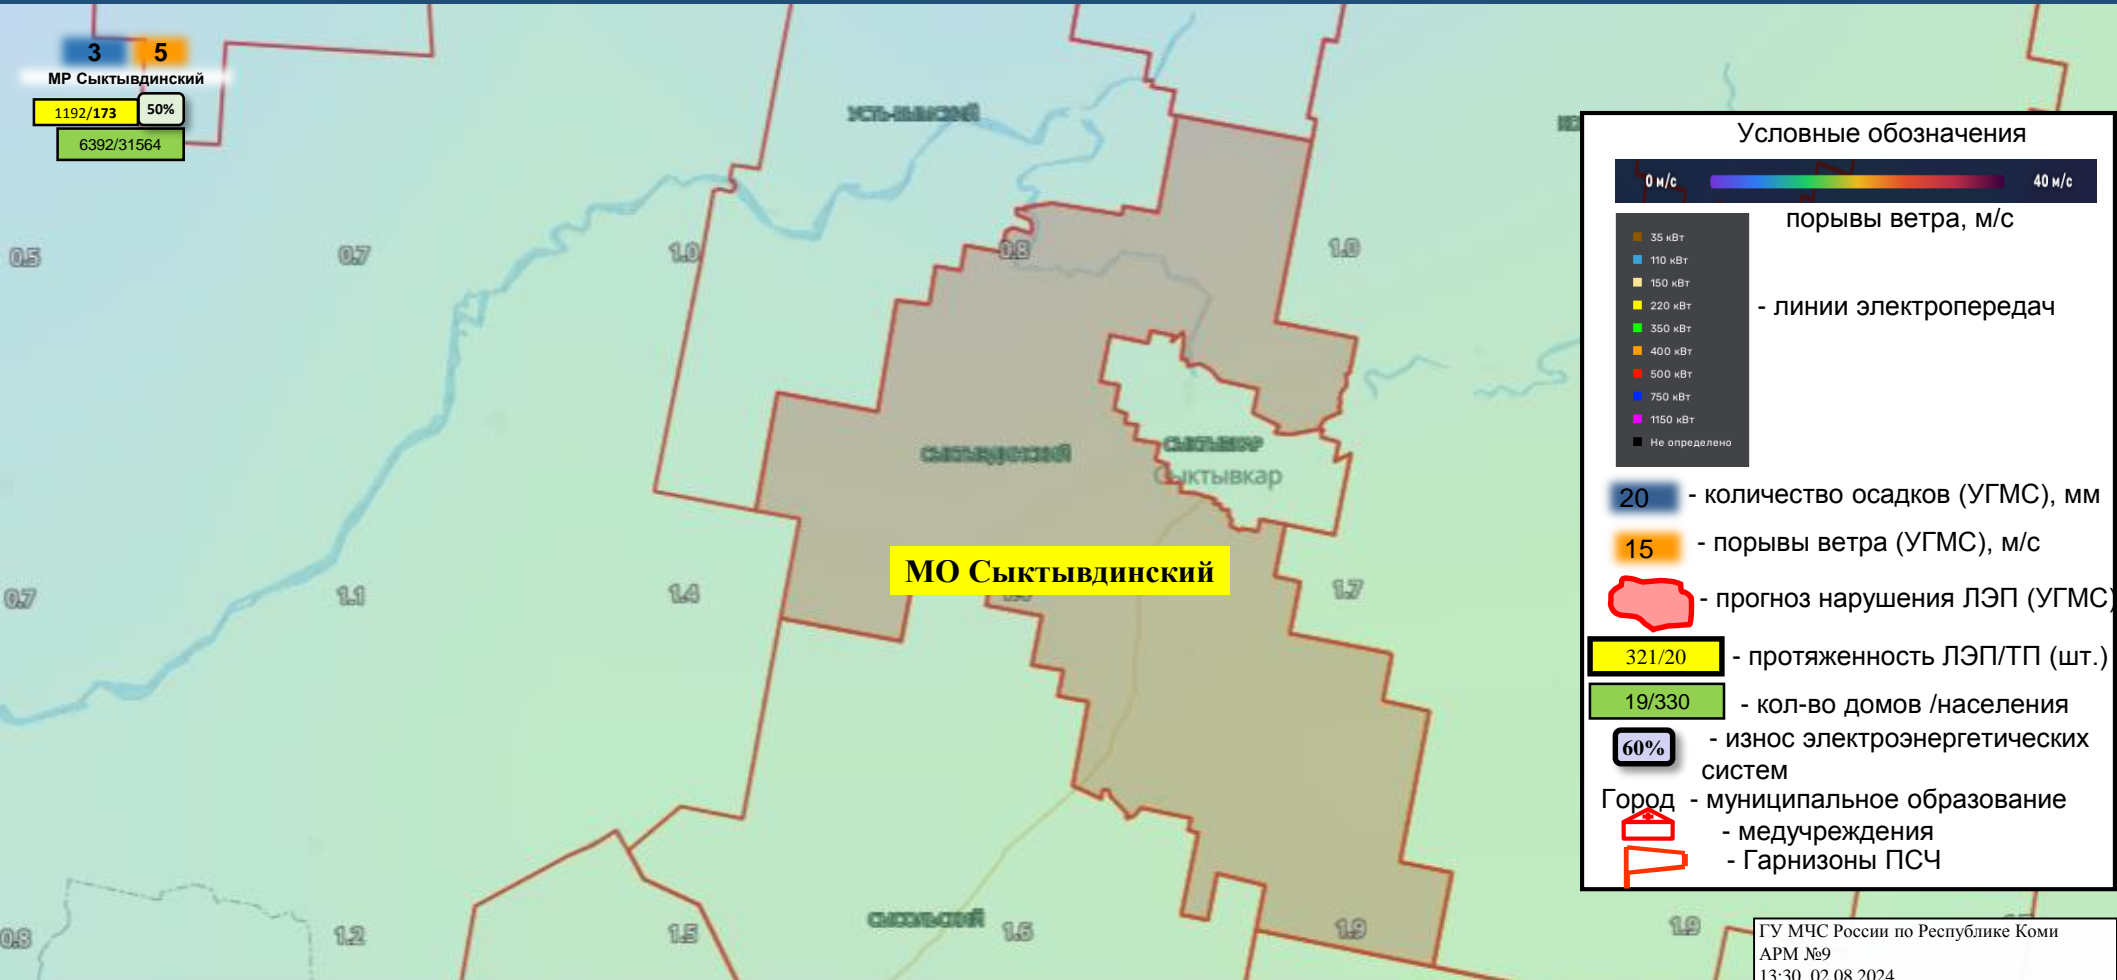 3 5
МР Сыктывдинский
1192/173 50%
6392/31564
УСТЬ-ВЫМСКИЙ
0.5 0.7 1.0 0.8 1.0
СЫКТЫВДИНСКИЙ
СЫКТЫВКАР
Сыктывкар
МО Сыктывдинский
0.7 1.1 1.4 1.7
СЫСОЛЬСКИЙ
0.8 1.2 1.5 1.6 1.9 1.9
Условные обозначения
0 м/с 40 м/с
порывы ветра, м/с
35 кВт
110 кВт
150 кВт
220 кВт
350 кВт
400 кВт
500 кВт
750 кВт
1150 кВт
Не определено
- линии электропередач
20 - количество осадков (УГМС), мм
15 - порывы ветра (УГМС), м/с
- прогноз нарушения ЛЭП (УГМС)
321/20 - протяженность ЛЭП/ТП (шт.)
19/330 - кол-во домов /населения
60% - износ электроэнергетических
систем
Город - муниципальное образование
- медучреждения
- Гарнизоны ПСЧ
ГУ МЧС России по Республике Коми
АРМ №9
13:30 02.08.2024